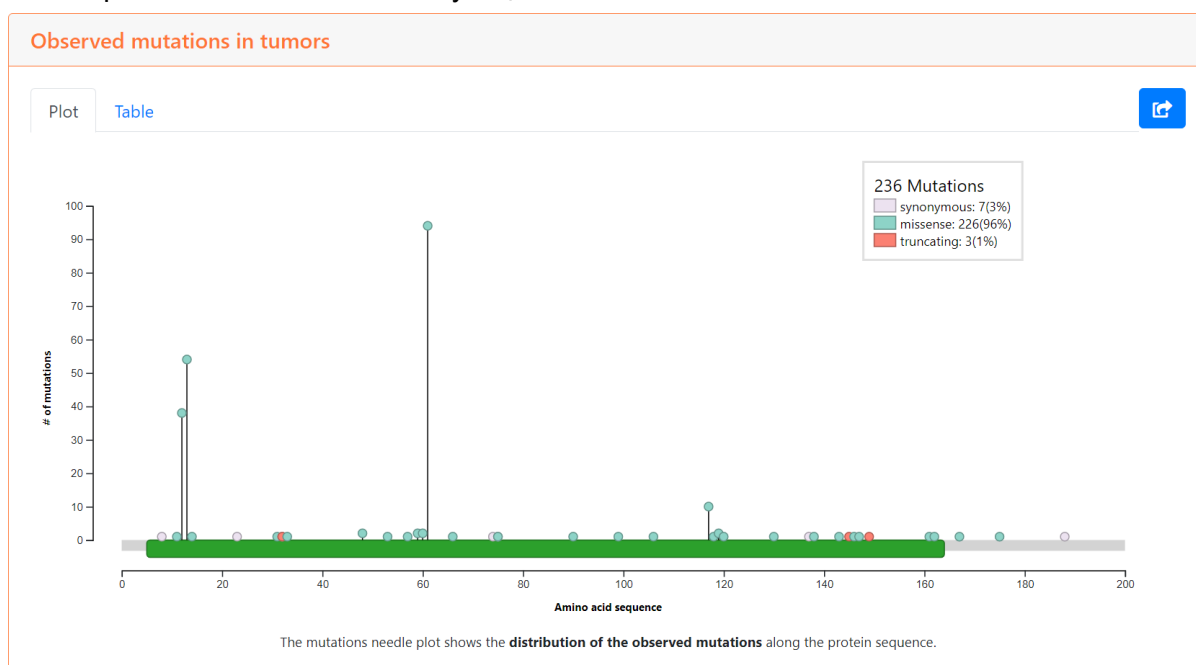 Observed mutations in tumors
Plot
Table
236 Mutations
synonymous: 7(3%)
missense: 226(96%)
truncating: 3(1%)
100
90
80
70
60
50
40
30
20
10
0
# of mutations
0 20 40 60 80 100 120 140 160 180 200
Amino acid sequence
The mutations needle plot shows the distribution of the observed mutations along the protein sequence.